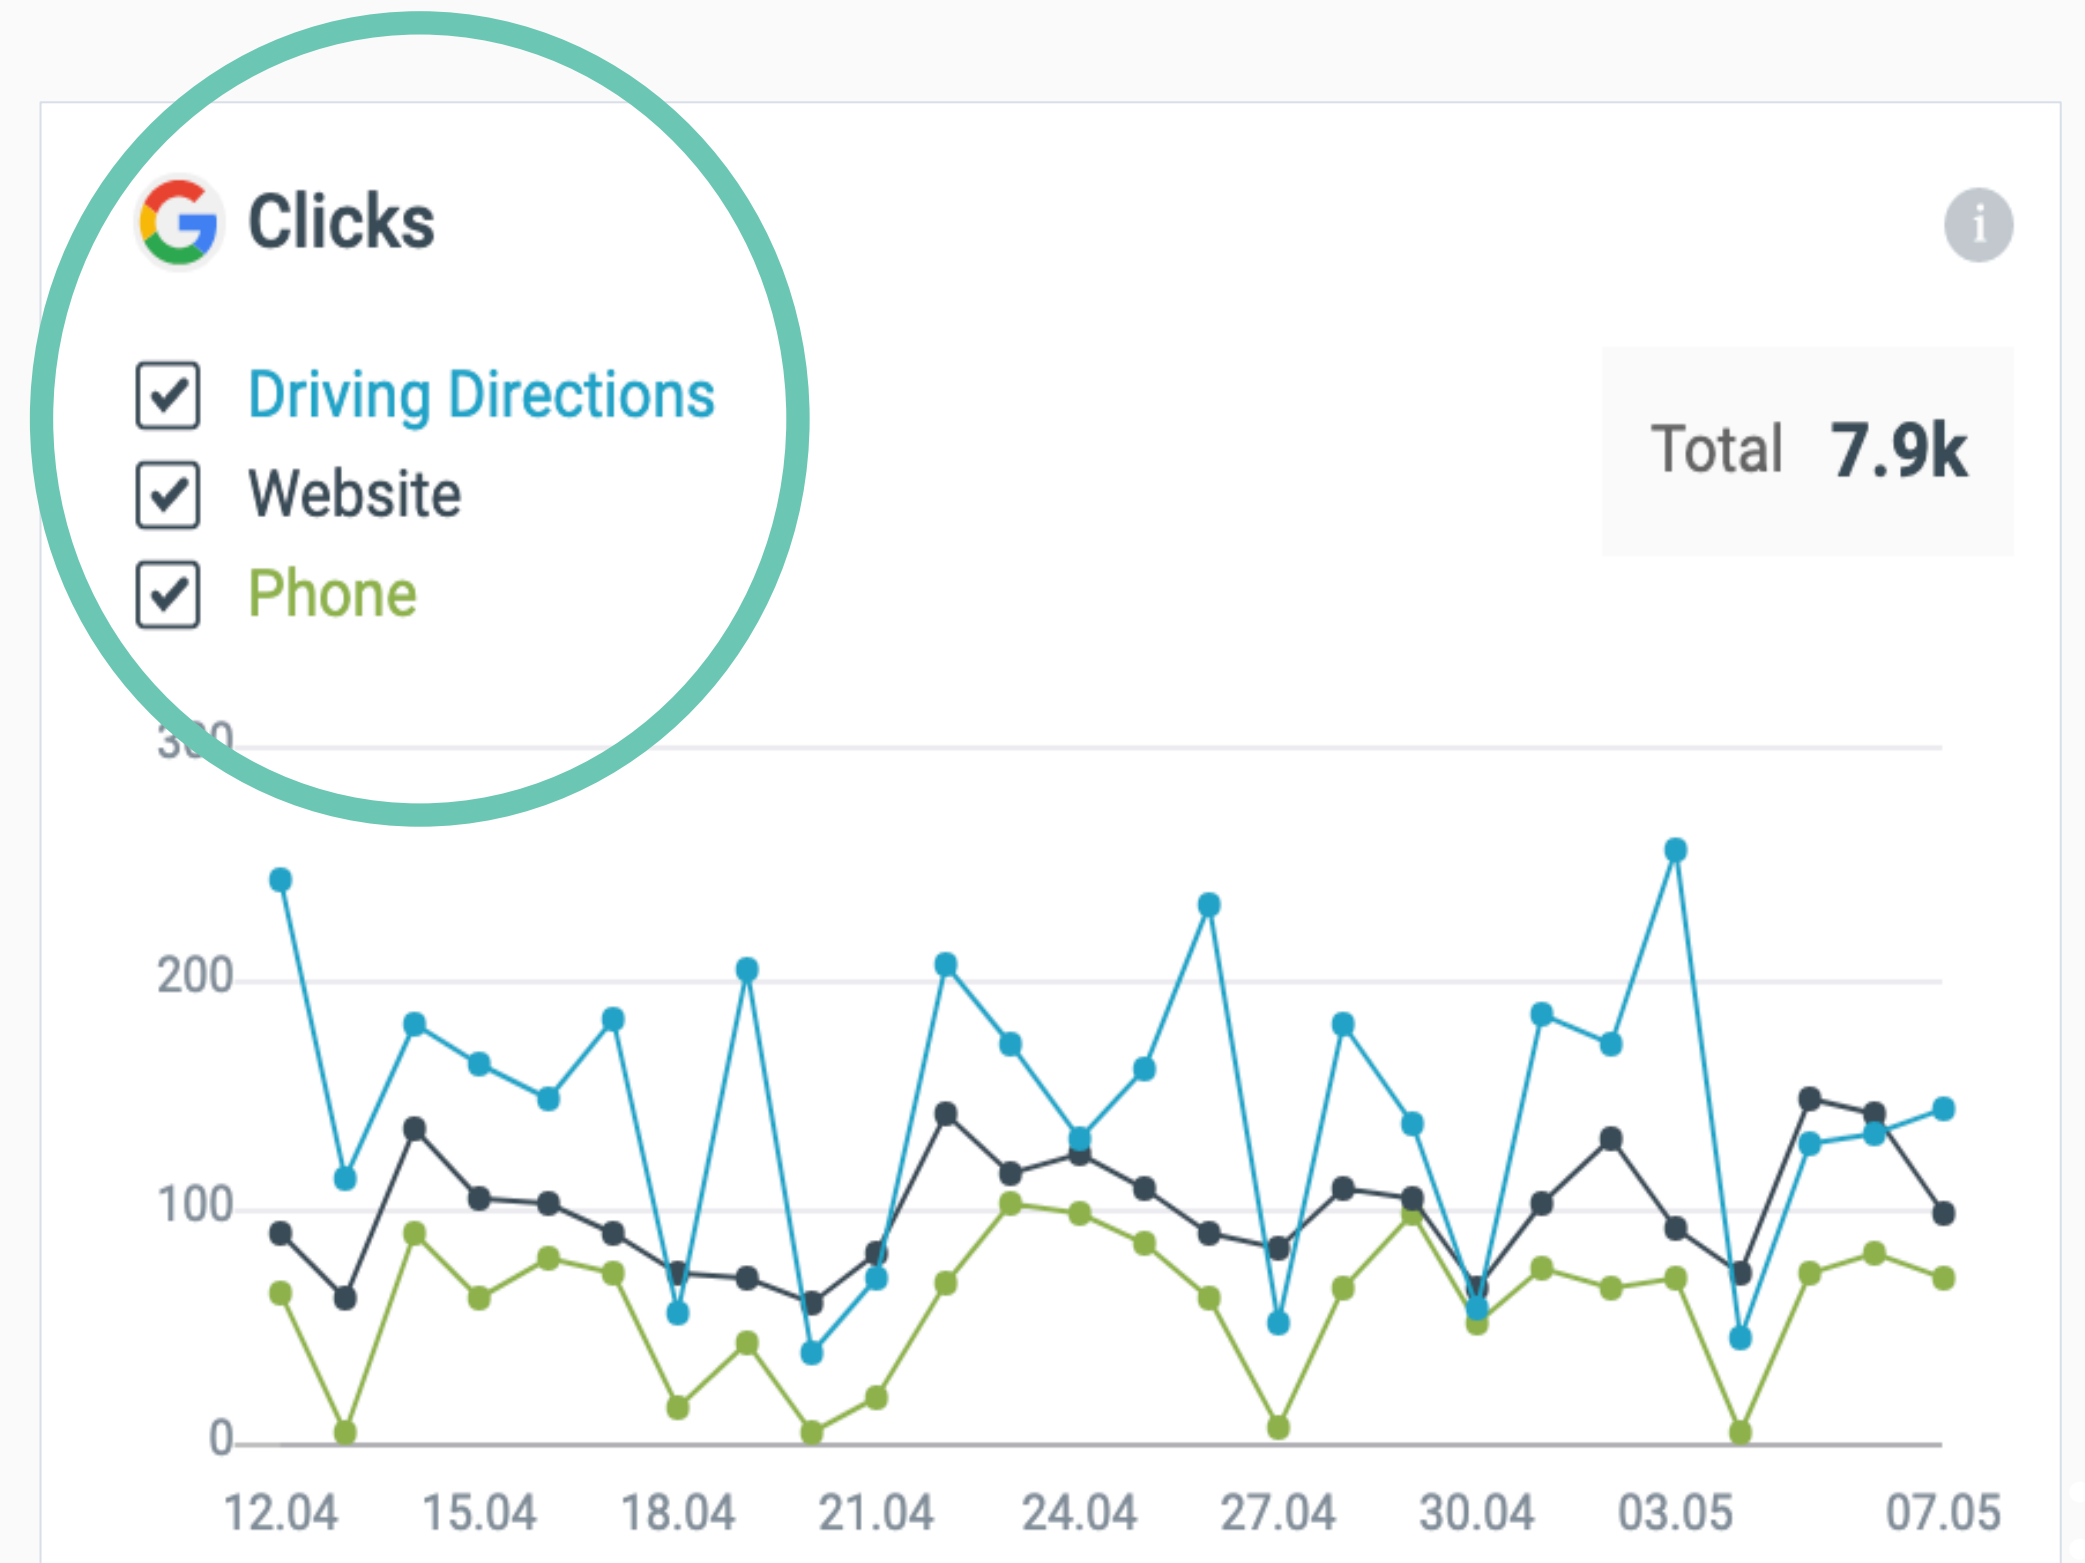 Clicks
i
Driving Directions
Website
Phone
Total 7.9k
300
200
100
0
12.04 15.04 18.04 21.04 24.04 27.04 30.04 03.05 07.05